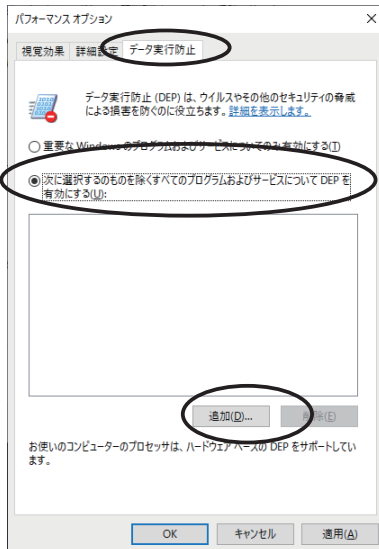 パフォーマンス オプション
視覚効果 詳細設定 データ実行防止
データ実行防止 (DEP) は、ウイルスやその他のセキュリティの脅威
による損害を防ぐのに役立ちます。詳細を表示します。
重要な Windows のプログラムおよびサービスについてのみ有効にする(T)
次に選択するのものを除くすべてのプログラムおよびサービスについて DEP を
有効にする(U):
追加(D)... 削除(E)
お使いのコンピューターのプロセッサは、ハードウェア ベースの DEP をサポートしてい
ます。
OK キャンセル 適用(A)